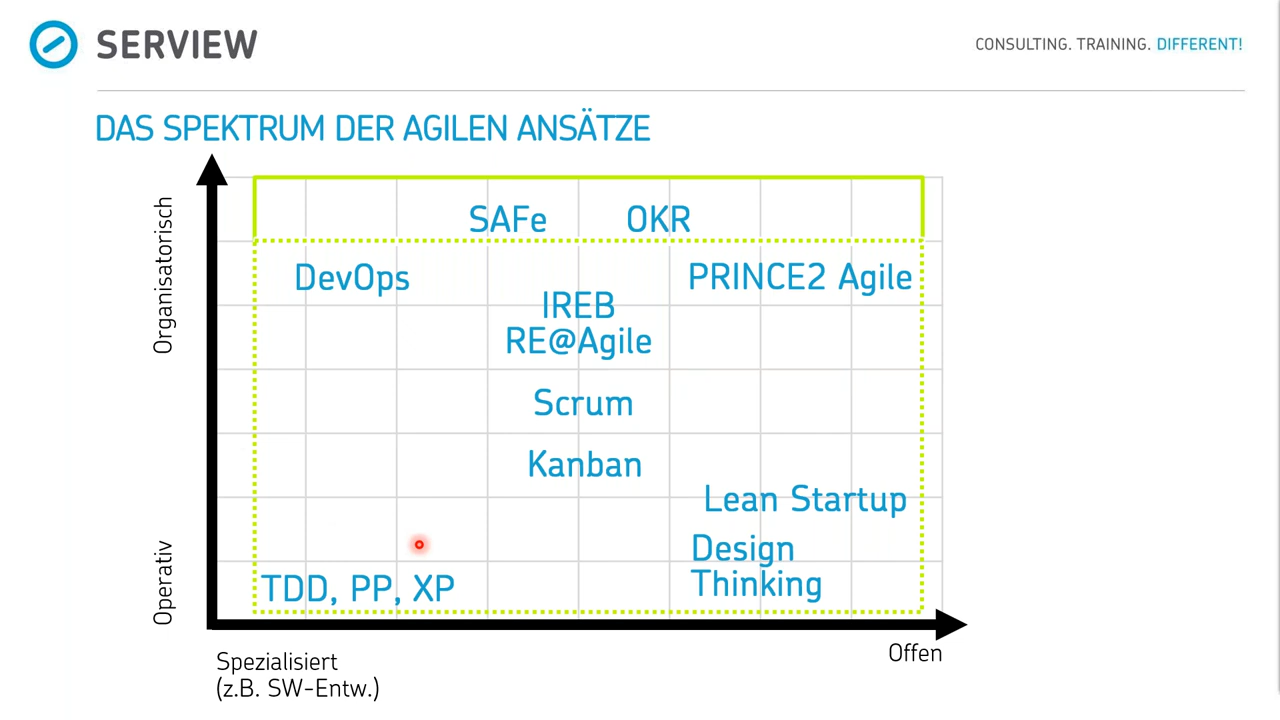 SERVIEW
CONSULTING. TRAINING. DIFFERENT!
DAS SPEKTRUM DER AGILEN ANSÄTZE
Organisatorisch
Operativ
SAFe
OKR
DevOps
PRINCE2 Agile
IREB
RE@Agile
Scrum
Kanban
Lean Startup
Design
Thinking
TDD, PP, XP
Offen
Spezialisiert
(z.B. SW-Entw.)